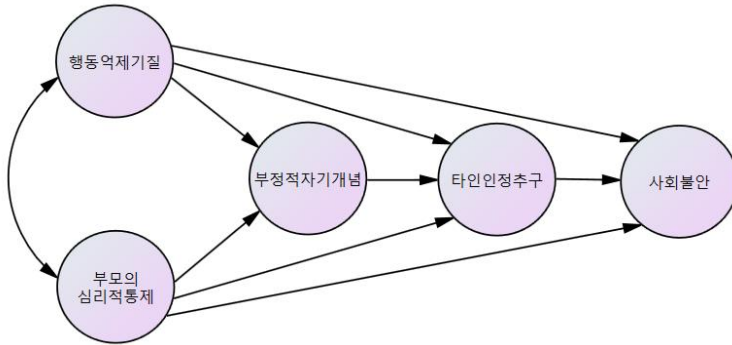 행동억제기질
부정적자기개념
타인인정추구
사회불안
부모의
심리적통제